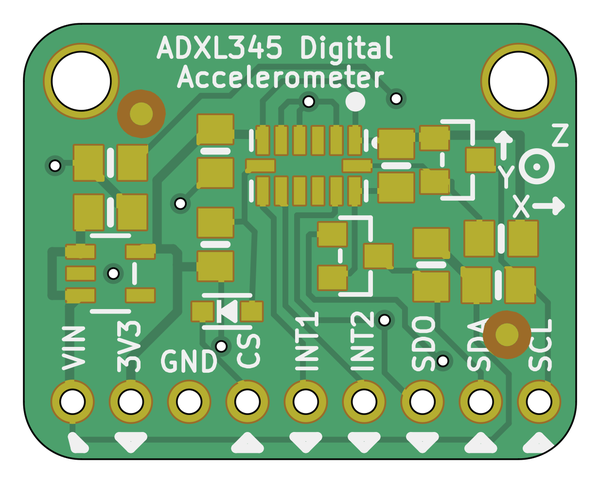 ADXL345 Digital
Accelerometer
Z
Y
X
VIN
3V3
GND
CS
INT1
INT2
SDO
SDA
SCL